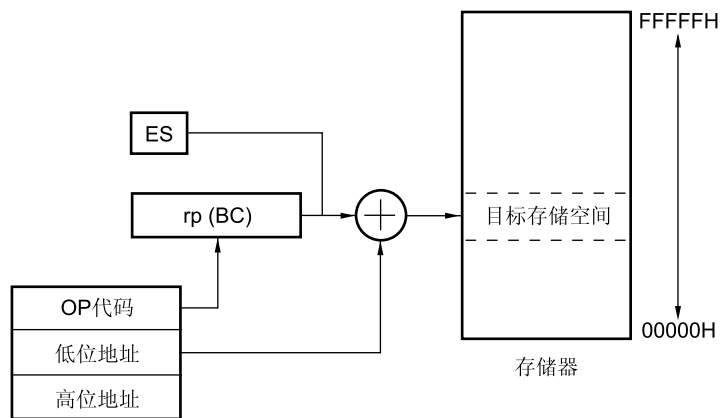 FFFFFH
ES
rp (BC)
目标存储空间
OP代码
低位地址
高位地址
00000H
存储器